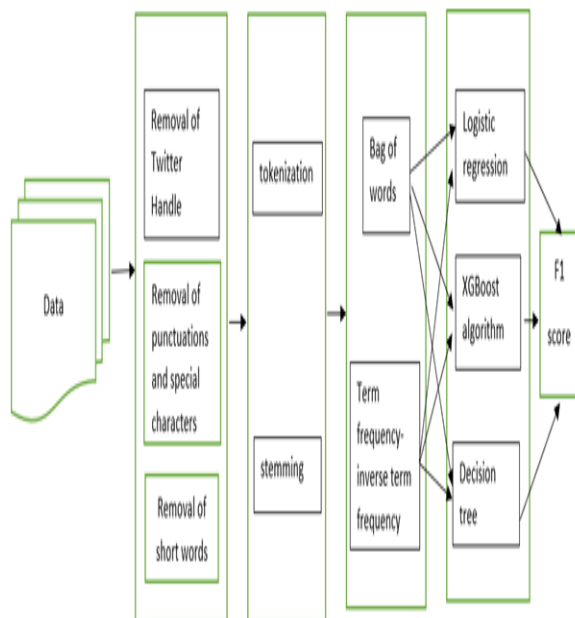 Data
Removal of
Twitter
Handle
Removal of
punctuations
and special
characters
Removal of
short words
tokenization
stemming
Bag of
words
Term
frequency-
inverse term
frequency
Logistic
regression
XGBoost
algorithm
Decision
tree
F1
score